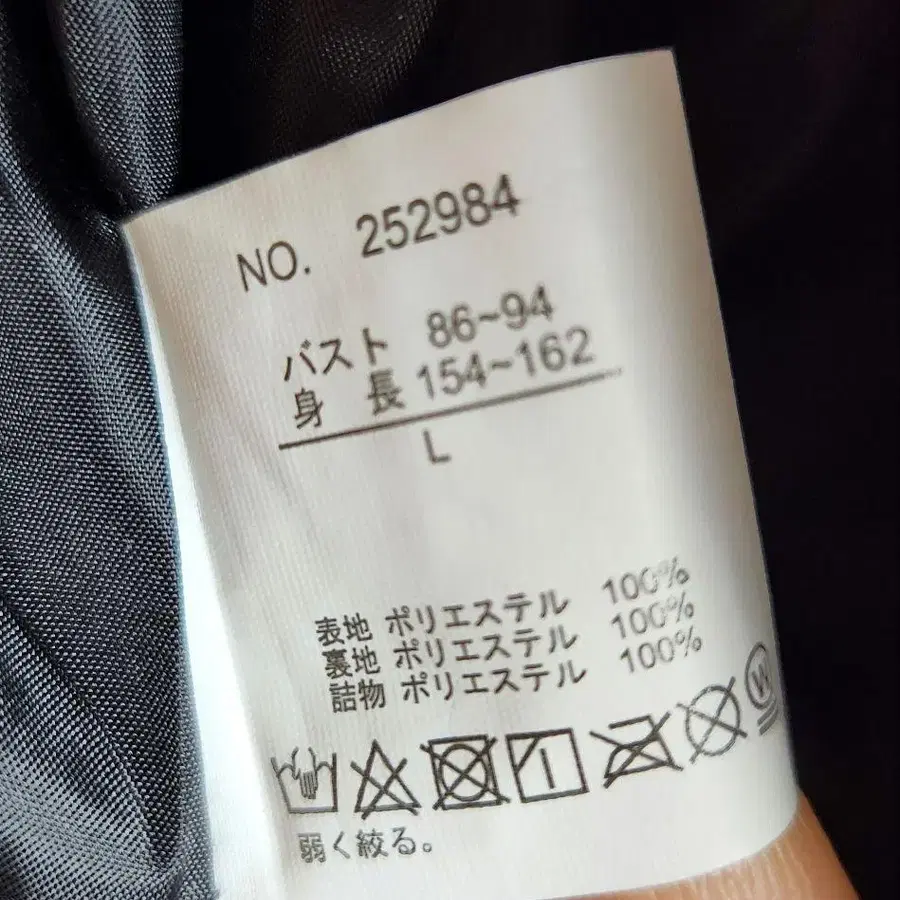 NO. 252984
バスト 86~94
身長 154~162
L
表地 ポリエステル 100%
裏地 ポリエステル 100%
詰物 ポリエステル 100%
W
弱く絞る。